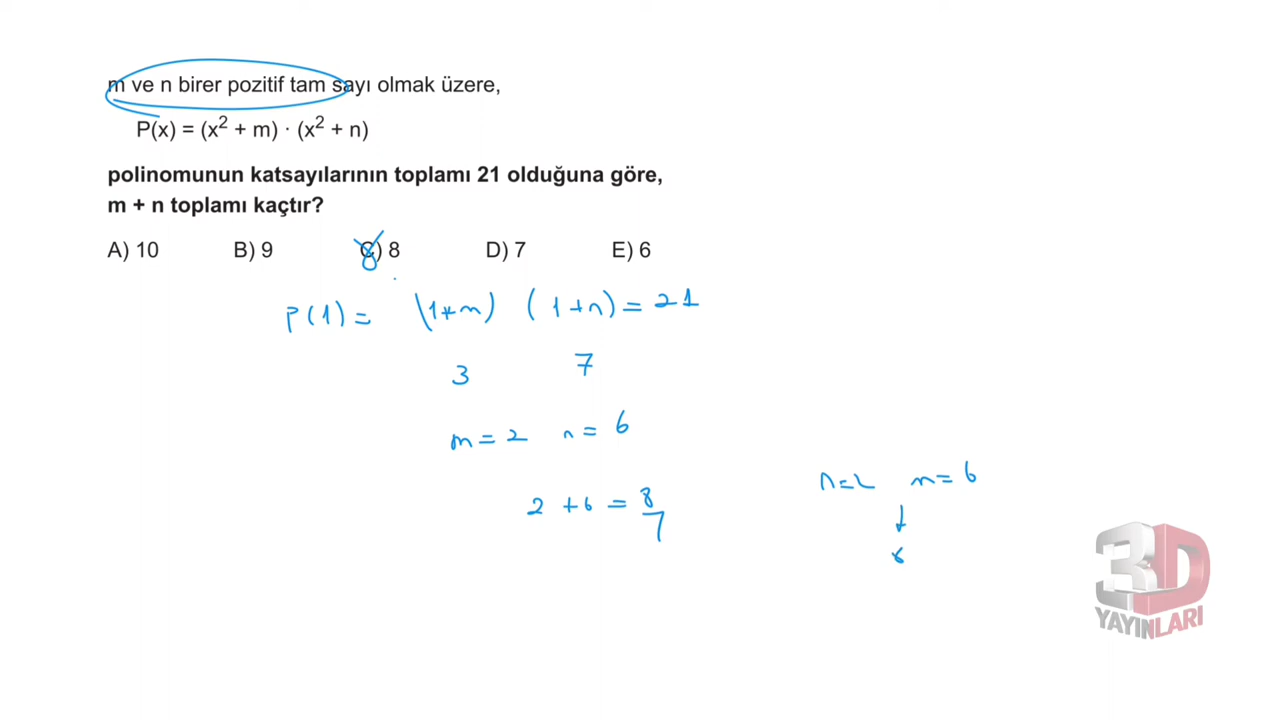 m ve n birer pozitif tam sayı olmak üzere,
P(x) = (x² + m) · (x² + n)
polinomunun katsayılarının toplamı 21 olduğuna göre,
m + n toplamı kaçtır?
A) 10 B) 9 C) 8 D) 7 E) 6
P(1) = (1+m) (1+n) = 21
3 7
m = 2 n = 6
n=2 m=6
2 + 6 = 8
8
3D
YAYINLARI